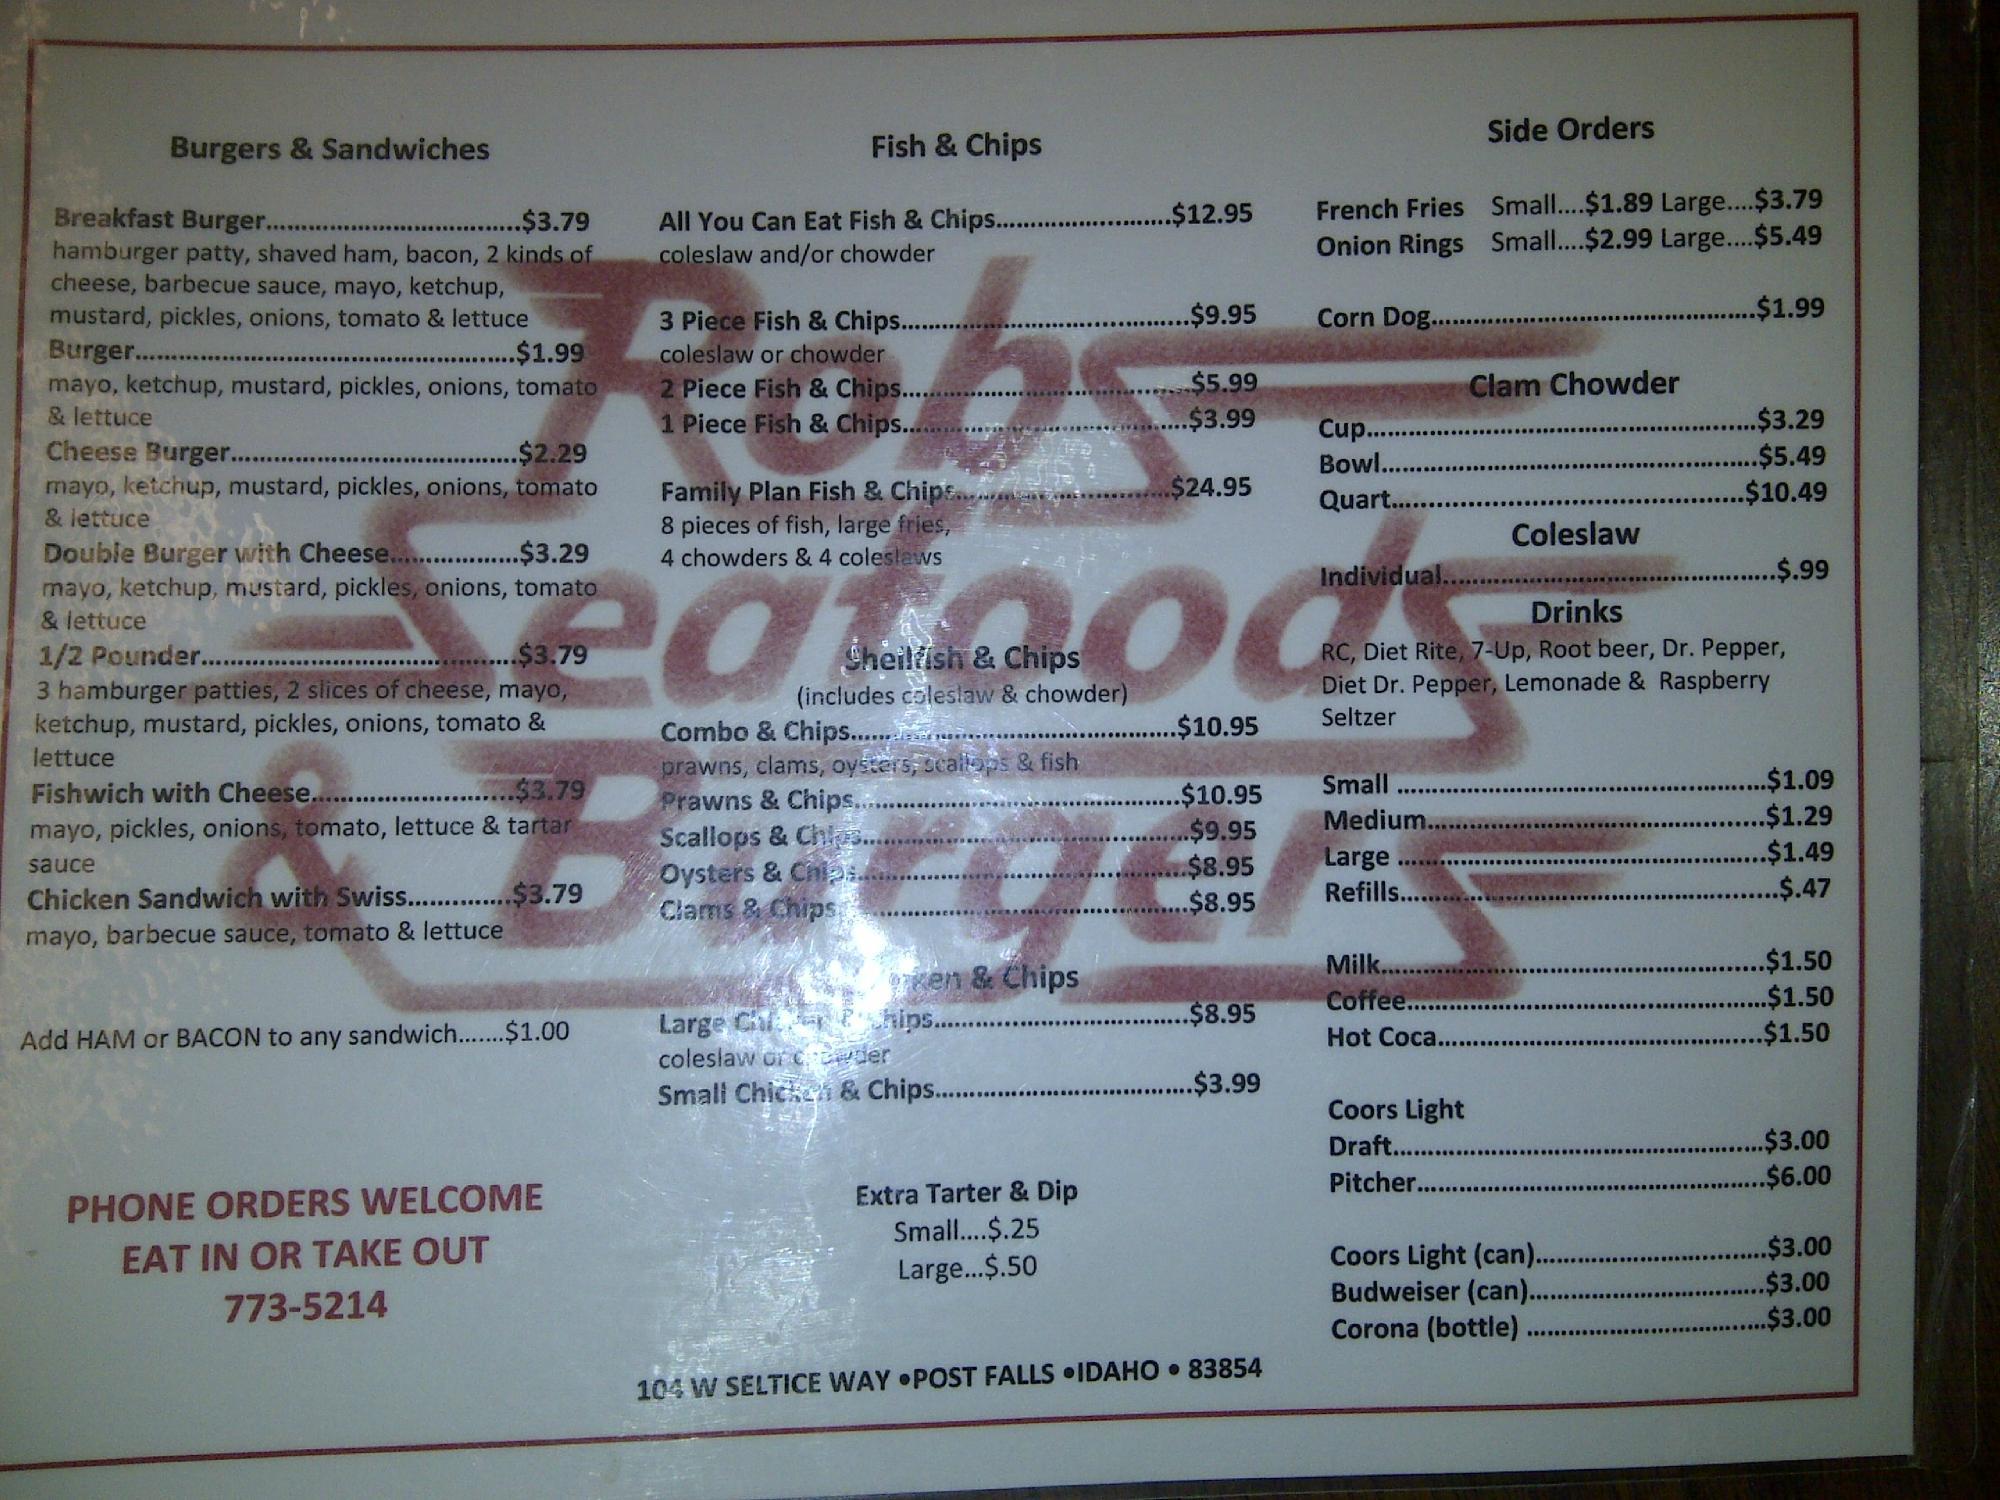 Burgers & Sandwiches
Breakfast Burger.....................................$3.79
hamburger patty, shaved ham, bacon, 2 kinds of
cheese, barbecue sauce, mayo, ketchup,
mustard, pickles, onions, tomato & lettuce
Burger.......................................................$1.99
mayo, ketchup, mustard, pickles, onions, tomato
& lettuce
Cheese Burger.........................................$2.29
mayo, ketchup, mustard, pickles, onions, tomato
& lettuce
Double Burger with Cheese..................$3.29
mayo, ketchup, mustard, pickles, onions, tomato
& lettuce
1/2 Pounder.............................................$3.79
3 hamburger patties, 2 slices of cheese, mayo,
ketchup, mustard, pickles, onions, tomato &
lettuce
Fishwich with Cheese.............................$3.79
mayo, pickles, onions, tomato, lettuce & tartar
sauce
Chicken Sandwich with Swiss...............$3.79
mayo, barbecue sauce, tomato & lettuce
Add HAM or BACON to any sandwich.......$1.00
PHONE ORDERS WELCOME
EAT IN OR TAKE OUT
773-5214
Fish & Chips
All You Can Eat Fish & Chips.........................$12.95
coleslaw and/or chowder
3 Piece Fish & Chips..........................................$9.95
coleslaw or chowder
2 Piece Fish & Chips..........................................$5.99
1 Piece Fish & Chips..........................................$3.99
Family Plan Fish & Chips...............................$24.95
8 pieces of fish, large fries,
4 chowders & 4 coleslaws
Shellfish & Chips
(includes coleslaw & chowder)
Combo & Chips...............................................$10.95
prawns, clams, oysters, scallops & fish
Prawns & Chips...............................................$10.95
Scallops & Chips...............................................$9.95
Oysters & Chips................................................$8.95
Clams & Chips...................................................$8.95
& Chips
Large Chicken & Chips.....................................$8.95
coleslaw or chowder
Small Chicken & Chips.....................................$3.99
Extra Tarter & Dip
Small....$.25
Large...$.50
Side Orders
French Fries Small....$1.89 Large....$3.79
Onion Rings Small....$2.99 Large....$5.49
Corn Dog...............................................$1.99
Clam Chowder
Cup.........................................................$3.29
Bowl.......................................................$5.49
Quart...................................................$10.49
Coleslaw
Individual................................................$.99
Drinks
RC, Diet Rite, 7-Up, Root beer, Dr. Pepper,
Diet Dr. Pepper, Lemonade & Raspberry
Seltzer
Small ......................................................$1.09
Medium.................................................$1.29
Large ......................................................$1.49
Refills.......................................................$.47
Milk........................................................$1.50
Coffee....................................................$1.50
Hot Coca...............................................$1.50
Coors Light
Draft......................................................$3.00
Pitcher...................................................$6.00
Coors Light (can).................................$3.00
Budweiser (can)..................................$3.00
Corona (bottle) ...................................$3.00
Robs
Seafoods
& Burgers
104 W SELTICE WAY •POST FALLS •IDAHO • 83854